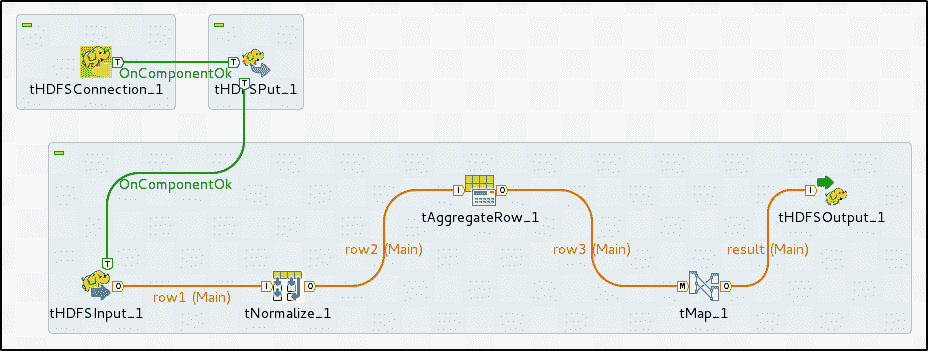 T
OnComponentOk
T
tHDFSConnection_1
tHDFSPut_1
T
OnComponentOk
T
I
O
tAggregateRow_1
I
tHDFSOutput_1
row2 (Main)
row3 (Main)
result (Main)
O
row1 (Main)
I
O
M
O
tHDFSInput_1
tNormalize_1
tMap_1